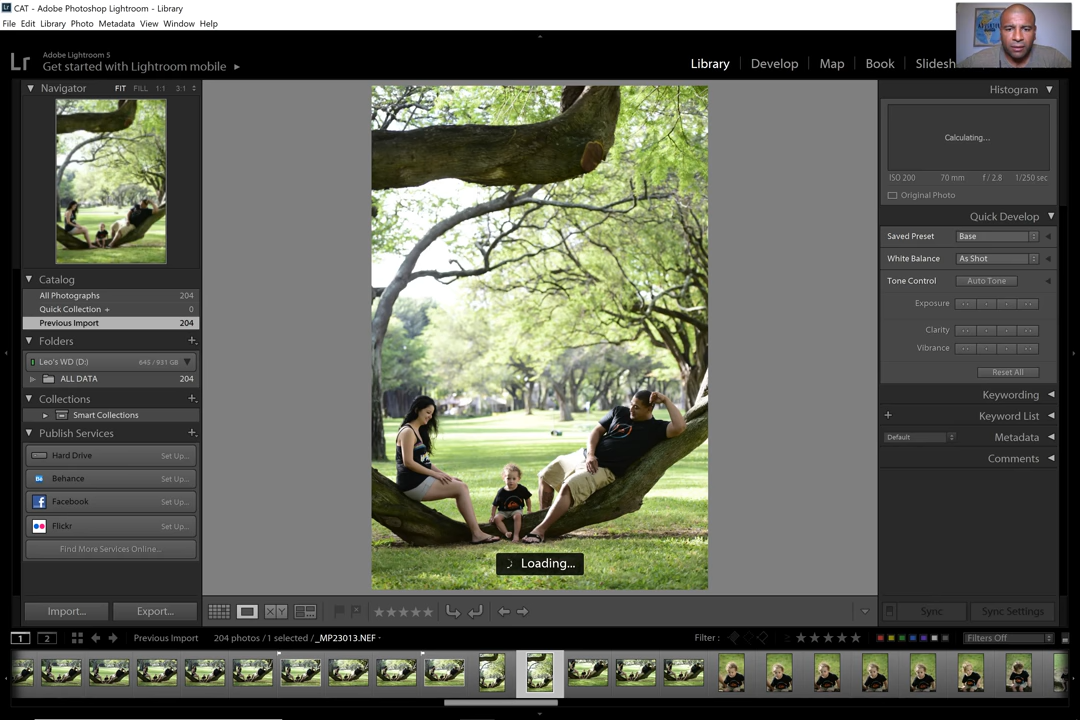 CAT - Adobe Photoshop Lightroom - Library
File Edit Library Photo Metadata View Window Help
Lr
Adobe Lightroom 5
Get started with Lightroom mobile
Library
Develop
Map
Book
Slidesh
Navigator
FIT FILL 1:1 3:1
Catalog
All Photographs 204
Quick Collection + 0
Previous Import 204
Folders
Leo's WD (D:) 645 / 931 GB
ALL DATA 204
Collections
Smart Collections
Publish Services
Hard Drive Set Up...
Behance Set Up...
Facebook Set Up...
Flickr Set Up...
Find More Services Online...
Import... Export...
Loading...
Histogram
Calculating...
ISO 200 70 mm f / 2.8 1/250 sec
Original Photo
Quick Develop
Saved Preset Base
White Balance As Shot
Tone Control Auto Tone
Exposure
Clarity
Vibrance
Reset All
Keywording
Keyword List
Default Metadata
Comments
XY
Sync Sync Settings
1 2 Previous Import 204 photos / 1 selected / _MP23013.NEF
Filter : Filters Off